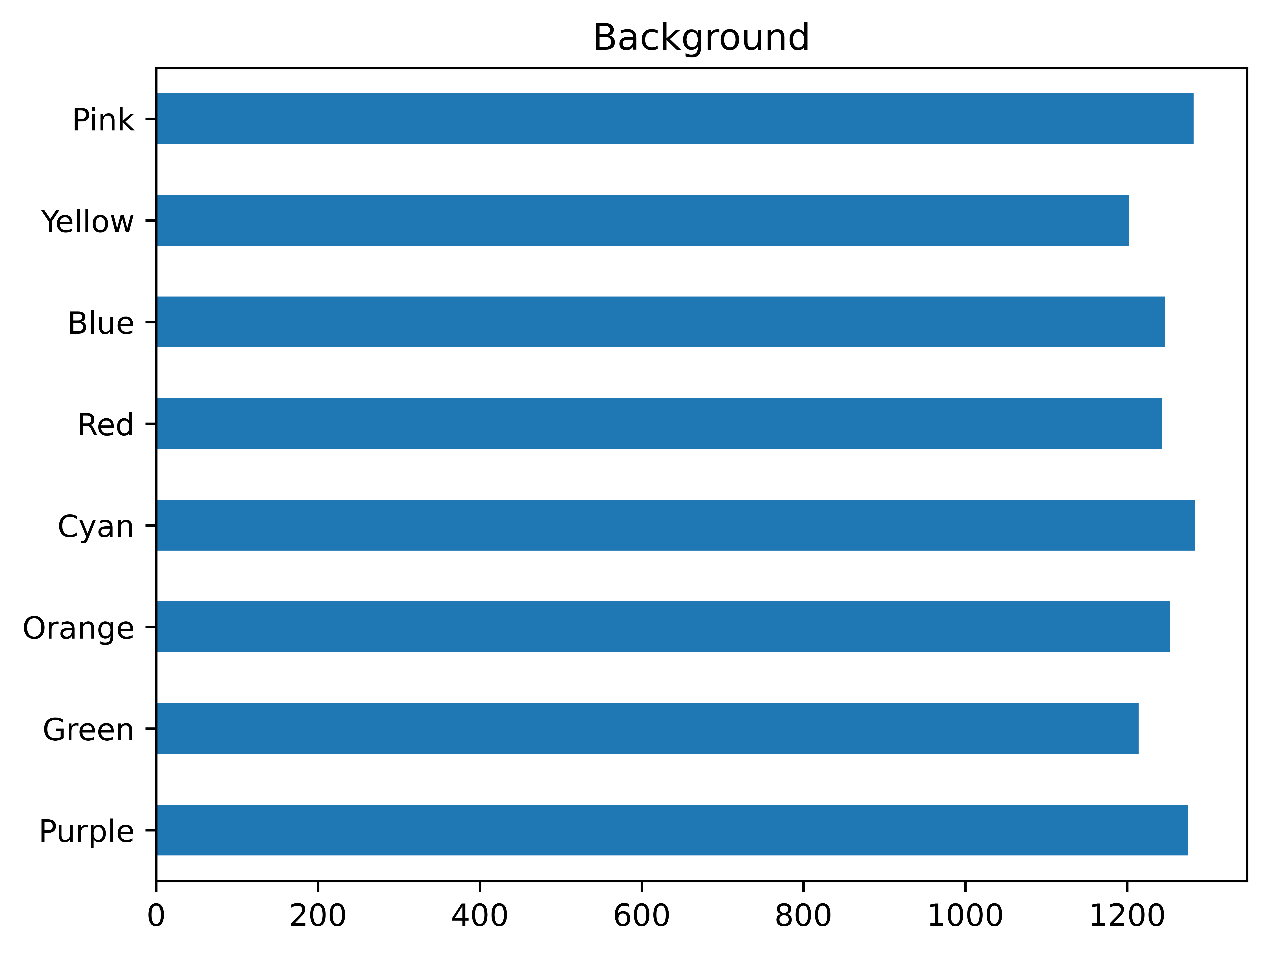 Background
Pink
Yellow
Blue
Red
Cyan
Orange
Green
Purple
0 200 400 600 800 1000 1200